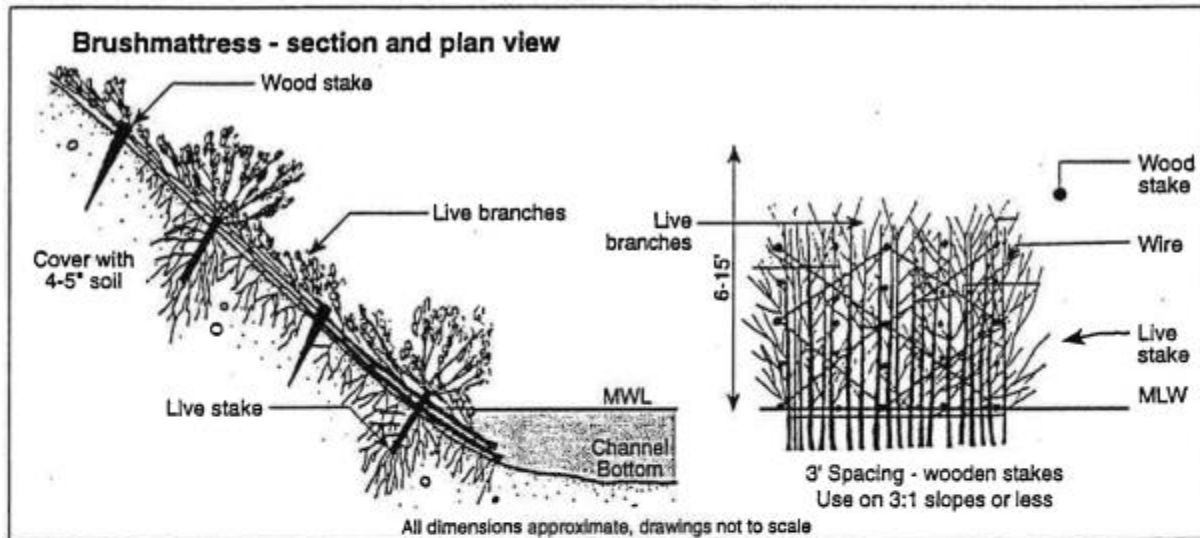 Brushmattress - section and plan view
Wood stake
Live branches
Cover with
4-5" soil
Live stake
MWL
Channel
Bottom
6-15'
Live
branches
Wood
stake
Wire
Live
stake
MLW
3' Spacing - wooden stakes
Use on 3:1 slopes or less
All dimensions approximate, drawings not to scale